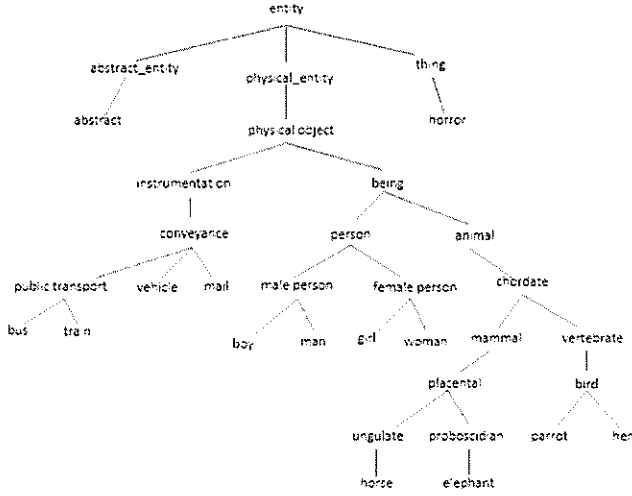 entity
abstract_entity physical_entity thing
abstract horror
physical object
instrumentation being
conveyance person animal
public transport vehicle mail male person female person chordate
bus train boy man girl woman mammal vertebrate
placental bird
ungulate proboscidian parrot hen
horse elephant